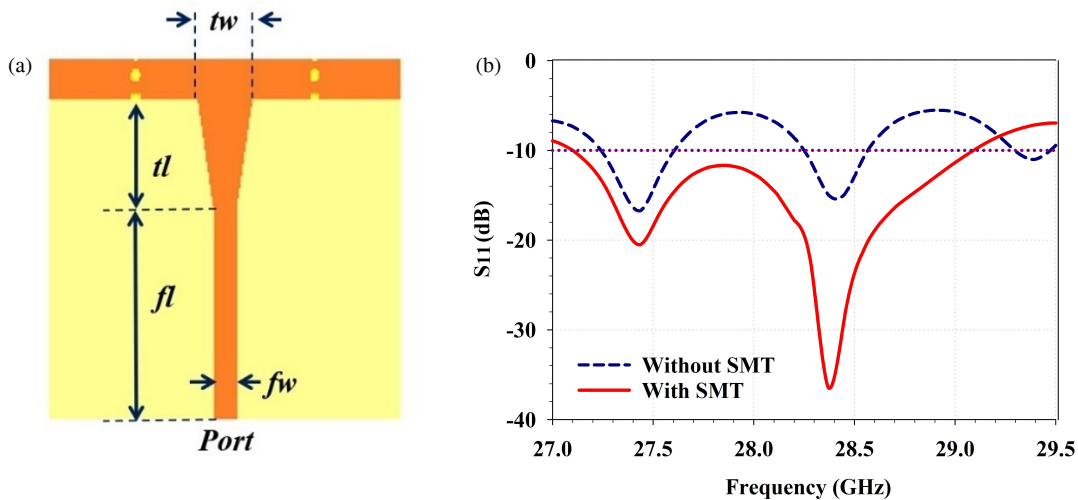 (a)
tw
tl
fl
fw
Port
(b)
0
-10
-20
-30
-40
S11 (dB)
Without SMT
With SMT
27.0 27.5 28.0 28.5 29.0 29.5
Frequency (GHz)